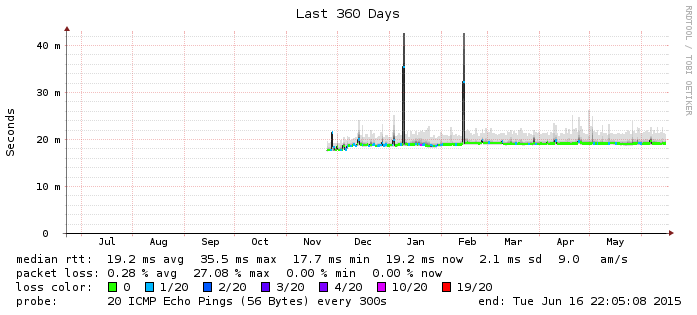 Last 360 Days
RRDTOOL / TOBI OETIKER
Seconds
40 m
30 m
20 m
10 m
0
Jul Aug Sep Oct Nov Dec Jan Feb Mar Apr May
median rtt: 19.2 ms avg 35.5 ms max 17.7 ms min 19.2 ms now 2.1 ms sd 9.0 am/s
packet loss: 0.28 % avg 27.08 % max 0.00 % min 0.00 % now
loss color: 0 1/20 2/20 3/20 4/20 10/20 19/20
probe: 20 ICMP Echo Pings (56 Bytes) every 300s end: Tue Jun 16 22:05:08 2015